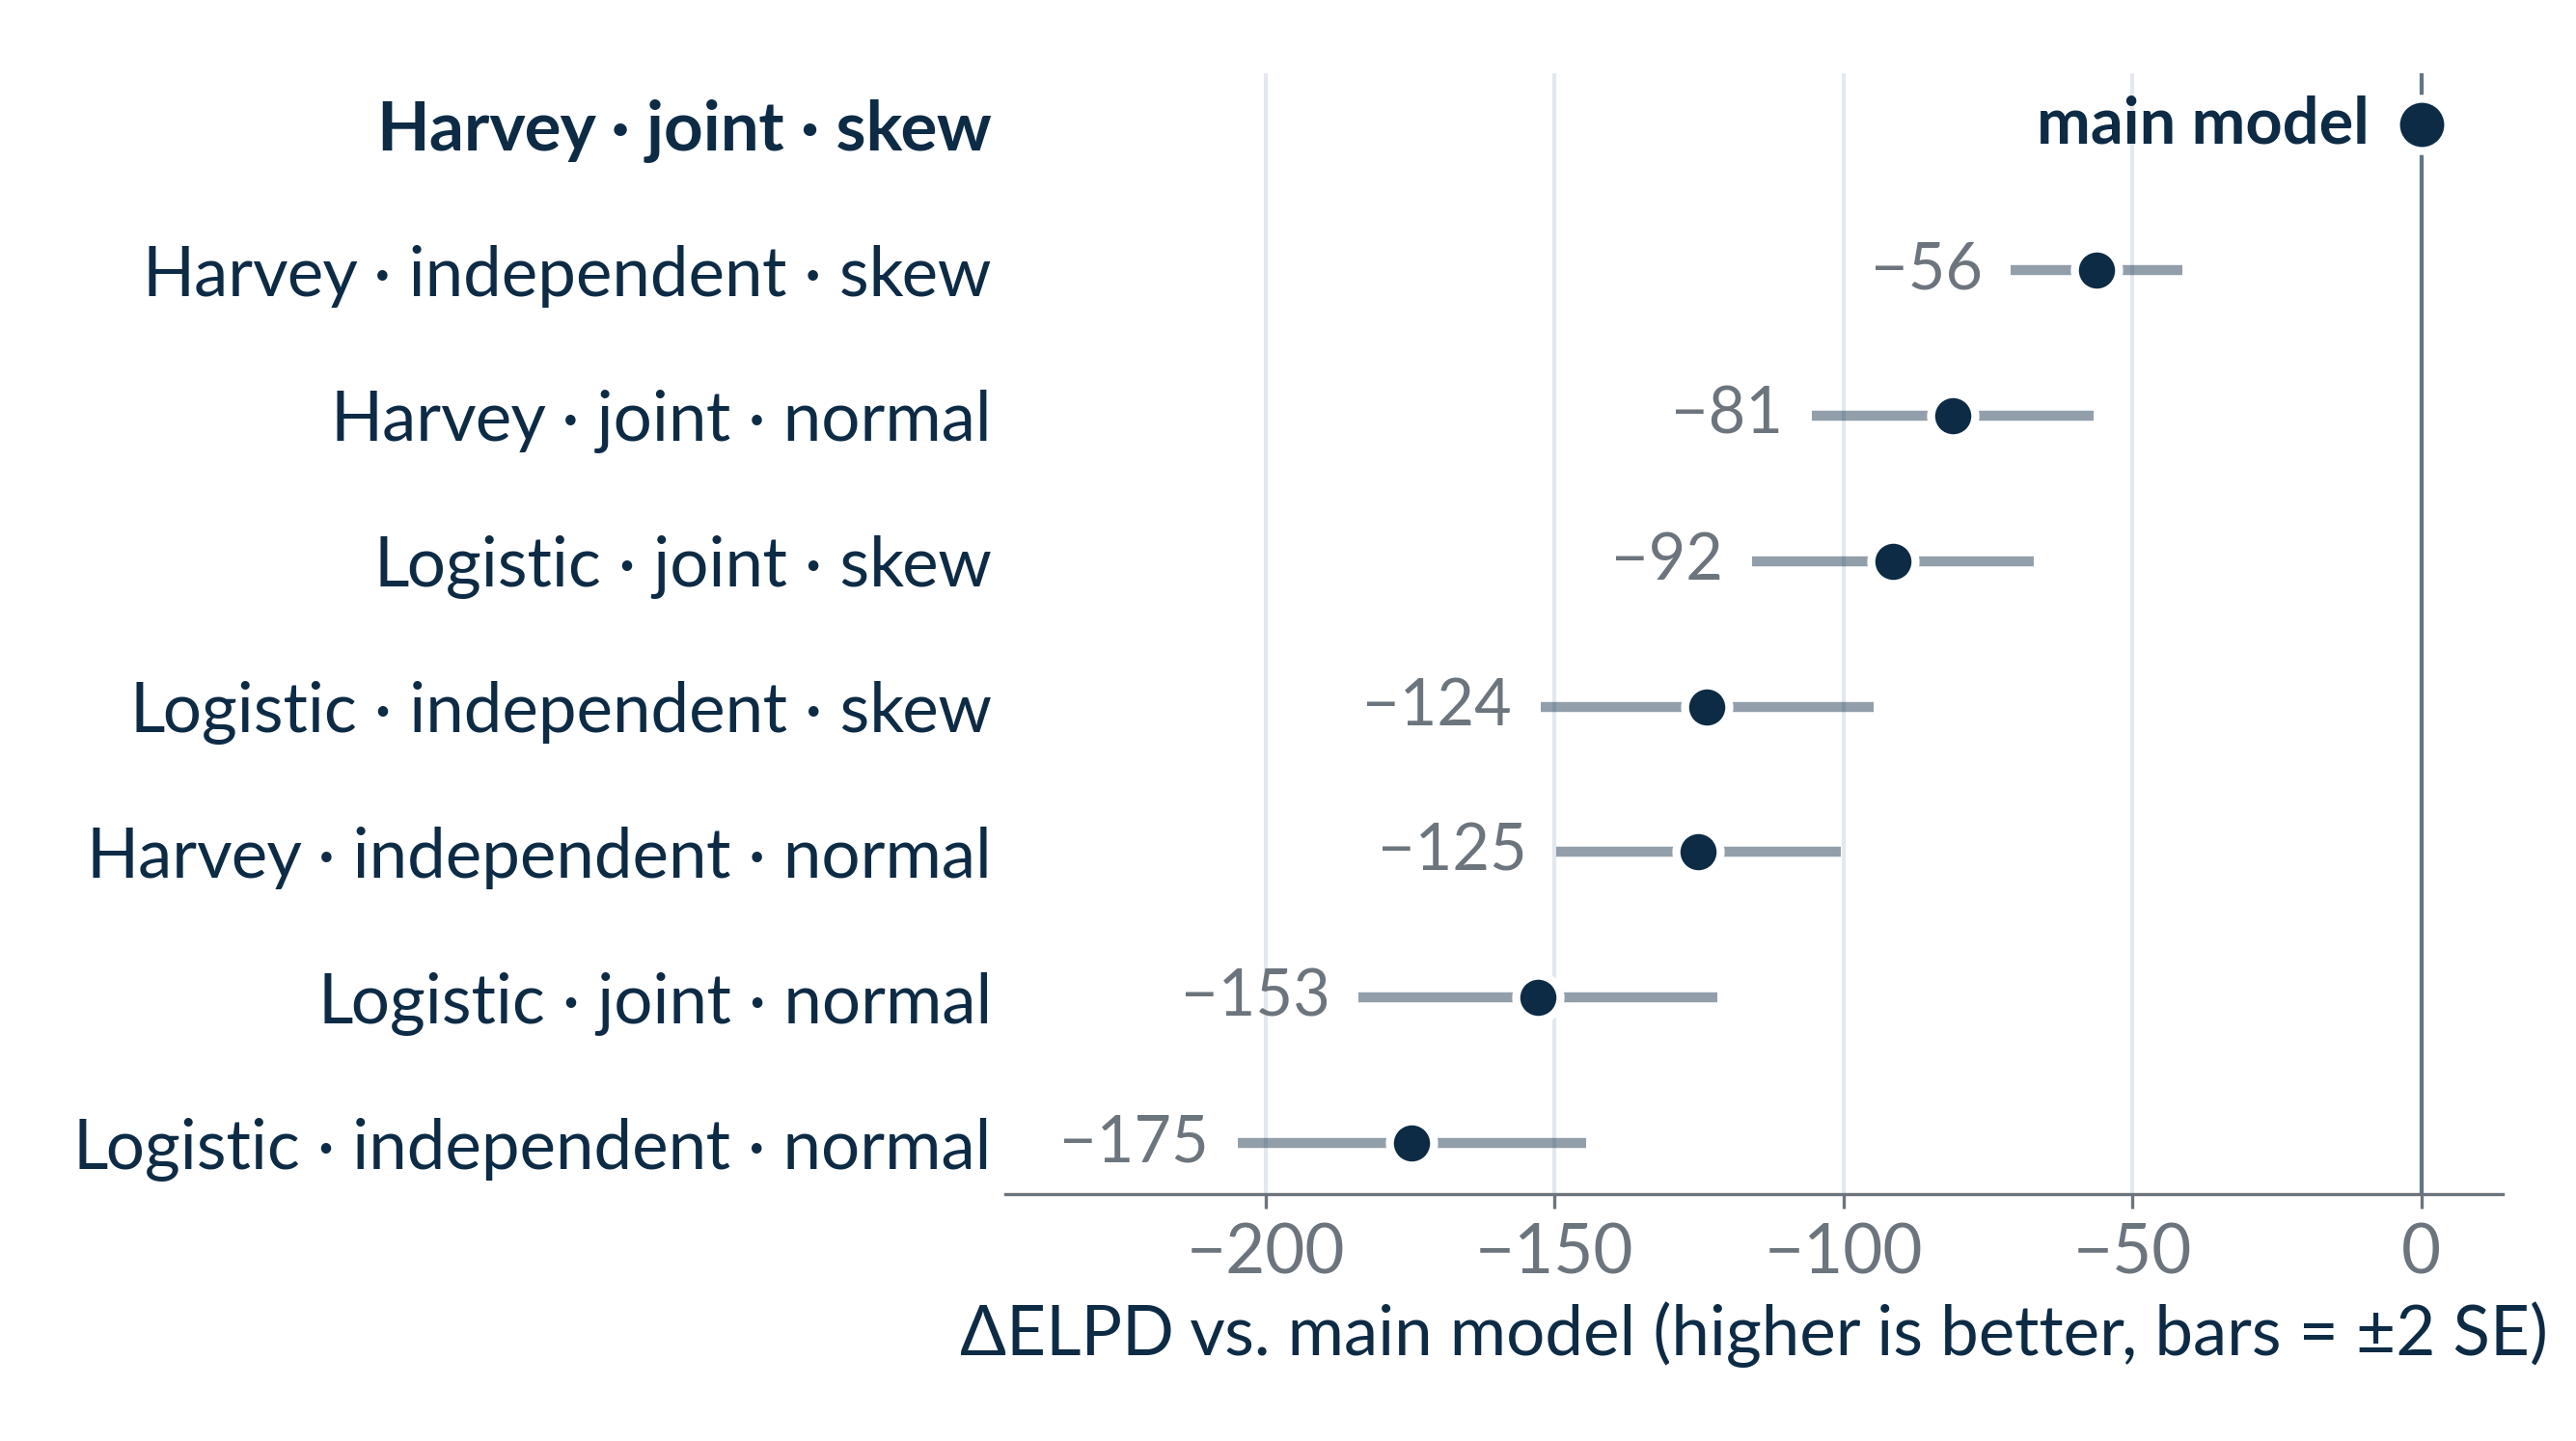 Harvey · joint · skew main model
Harvey · independent · skew −56
Harvey · joint · normal −81
Logistic · joint · skew −92
Logistic · independent · skew −124
Harvey · independent · normal −125
Logistic · joint · normal −153
Logistic · independent · normal −175
−200 −150 −100 −50 0
ΔELPD vs. main model (higher is better, bars = ±2 SE)